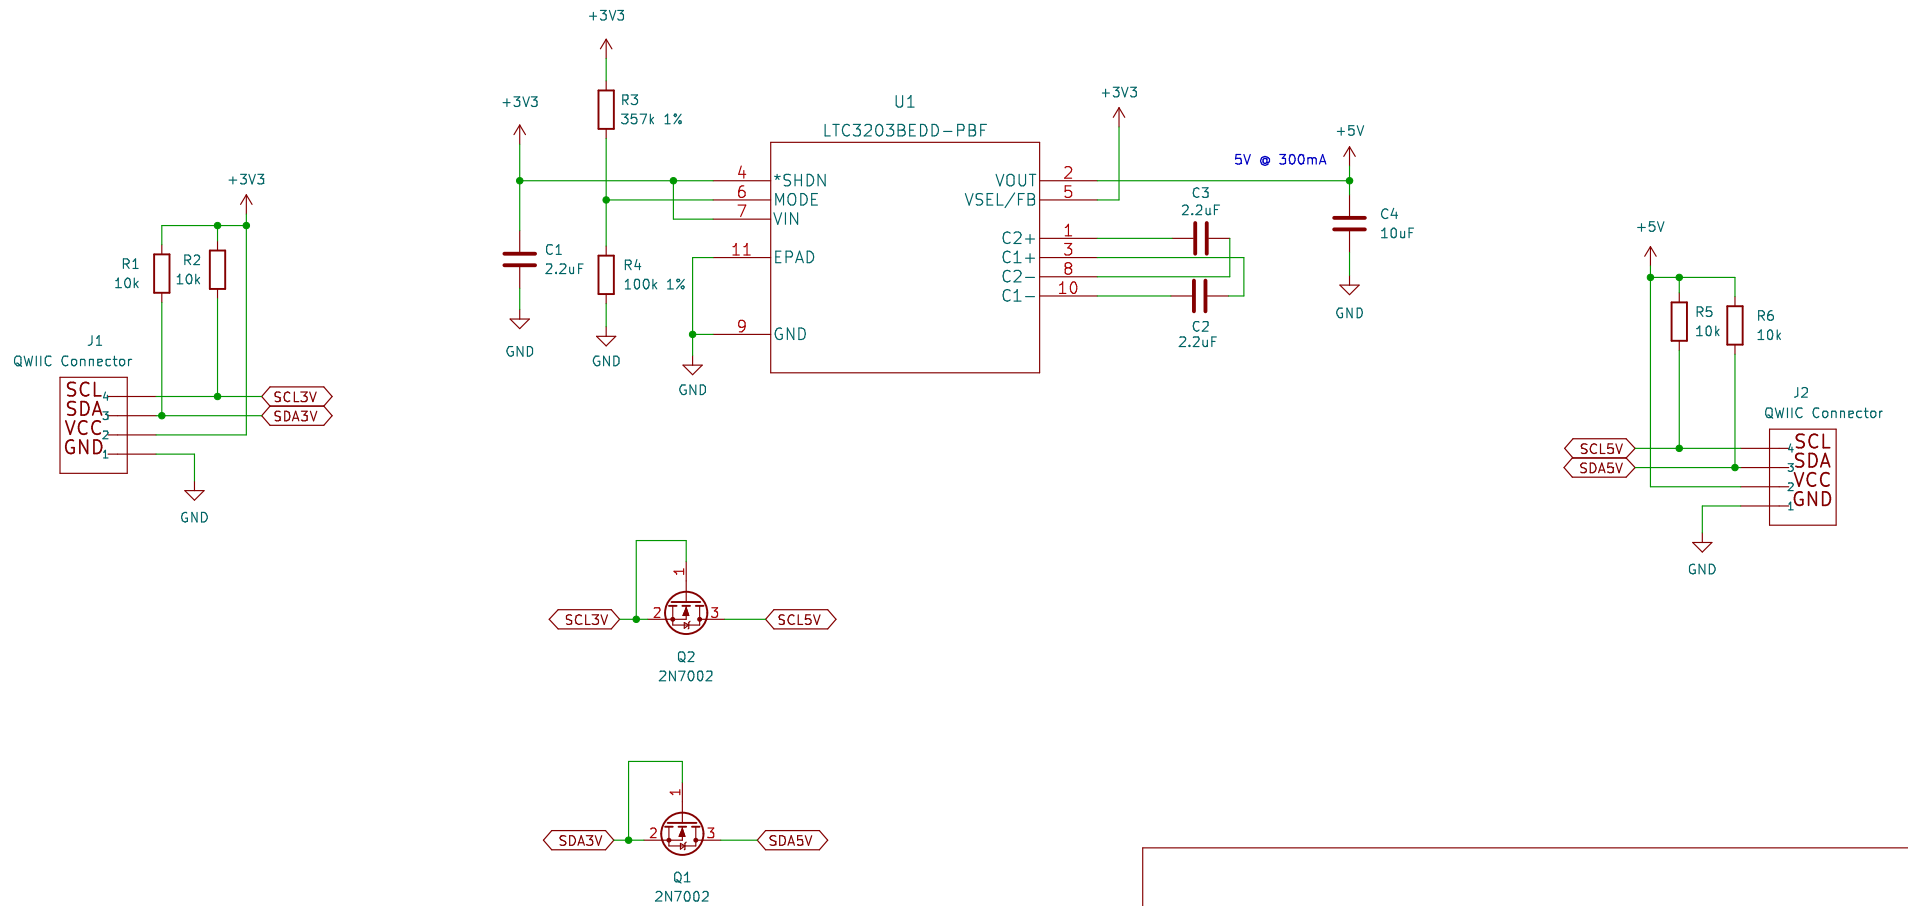 +3V3
R3
357k 1%
+3V3
C1
2.2uF
GND
R4
100k 1%
GND
U1
LTC3203BEDD-PBF
4 *SHDN
6 MODE
7 VIN
11 EPAD
9 GND
GND
VOUT 2
VSEL/FB 5
C2+ 1
C1+ 3
C2- 8
C1- 10
+3V3
5V @ 300mA
+5V
C3
2.2uF
C2
2.2uF
C4
10uF
GND
+3V3
R1
10k
R2
10k
J1
QWIIC Connector
SCL 4
SDA 3
VCC 2
GND 1
SCL3V
SDA3V
GND
+5V
R5
10k
R6
10k
J2
QWIIC Connector
SCL5V
SDA5V
4 SCL
3 SDA
2 VCC
1 GND
GND
1
SCL3V 2 3 SCL5V
Q2
2N7002
1
SDA3V 2 3 SDA5V
Q1
2N7002